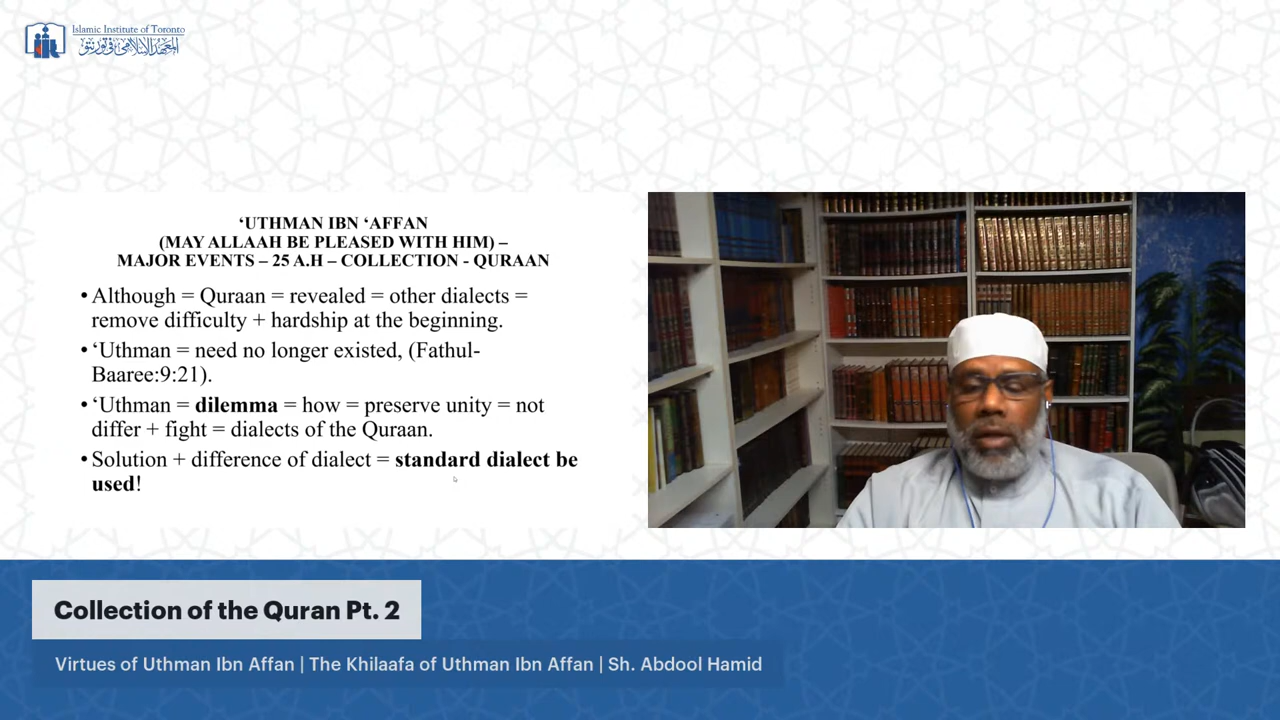 Islamic Institute of Toronto
المعهد الإسلامي في تورنتو
‘UTHMAN IBN ‘AFFAN
(MAY ALLAAH BE PLEASED WITH HIM) –
MAJOR EVENTS – 25 A.H – COLLECTION - QURAAN
•Although = Quraan = revealed = other dialects =
remove difficulty + hardship at the beginning.
•‘Uthman = need no longer existed, (Fathul-
Baaree:9:21).
•‘Uthman = dilemma = how = preserve unity = not
differ + fight = dialects of the Quraan.
•Solution + difference of dialect = standard dialect be
used!
Collection of the Quran Pt. 2
Virtues of Uthman Ibn Affan | The Khilaafa of Uthman Ibn Affan | Sh. Abdool Hamid